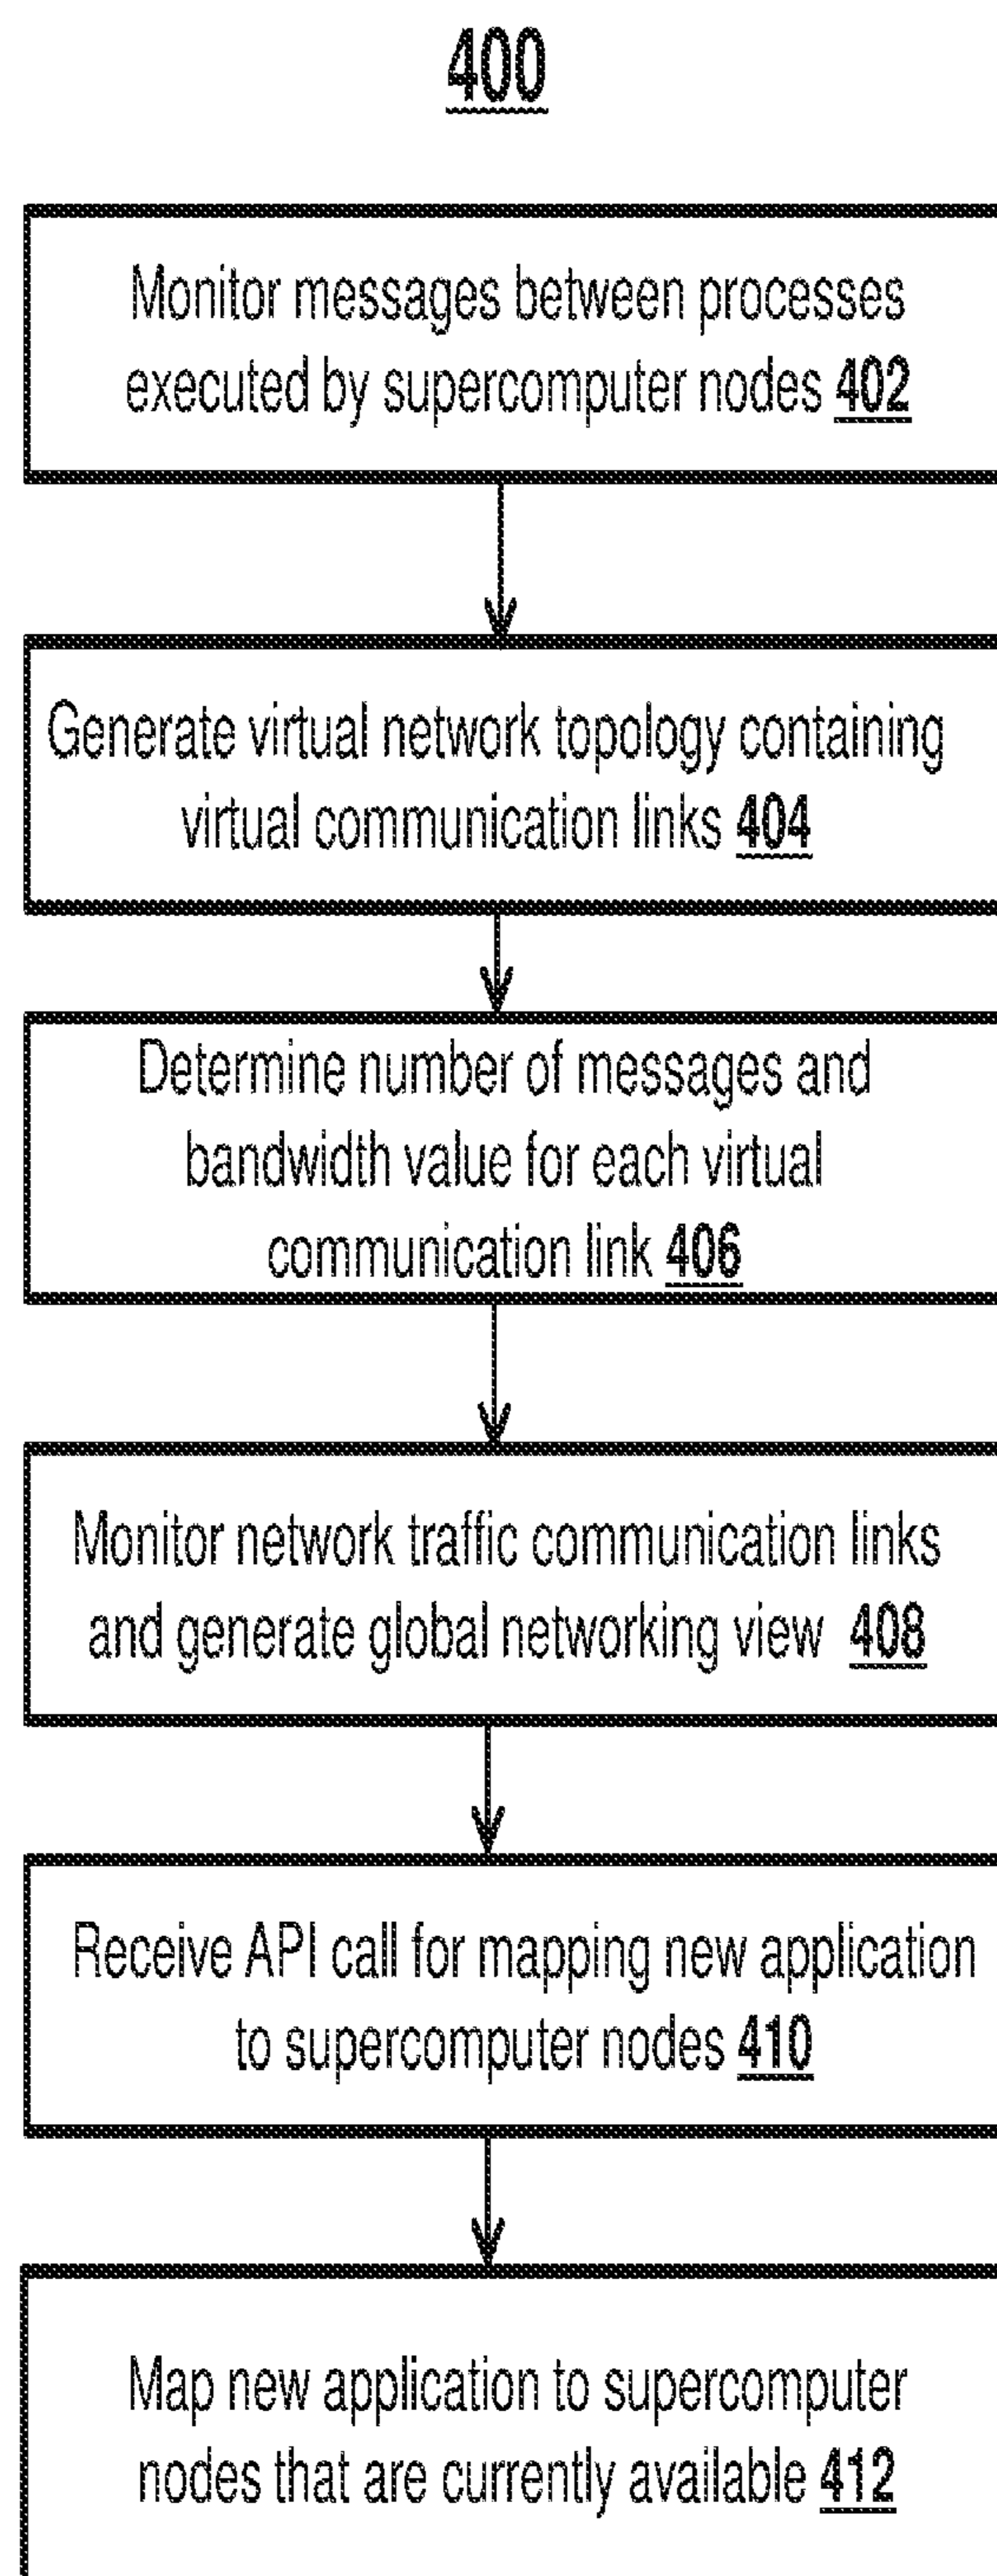 400
Monitor messages between processes
executed by supercomputer nodes 402
Generate virtual network topology containing
virtual communication links 404
Determine number of messages and
bandwidth value for each virtual
communication link 406
Monitor network traffic communication links
and generate global networking view 408
Receive API call for mapping new application
to supercomputer nodes 410
Map new application to supercomputer
nodes that are currently available 412